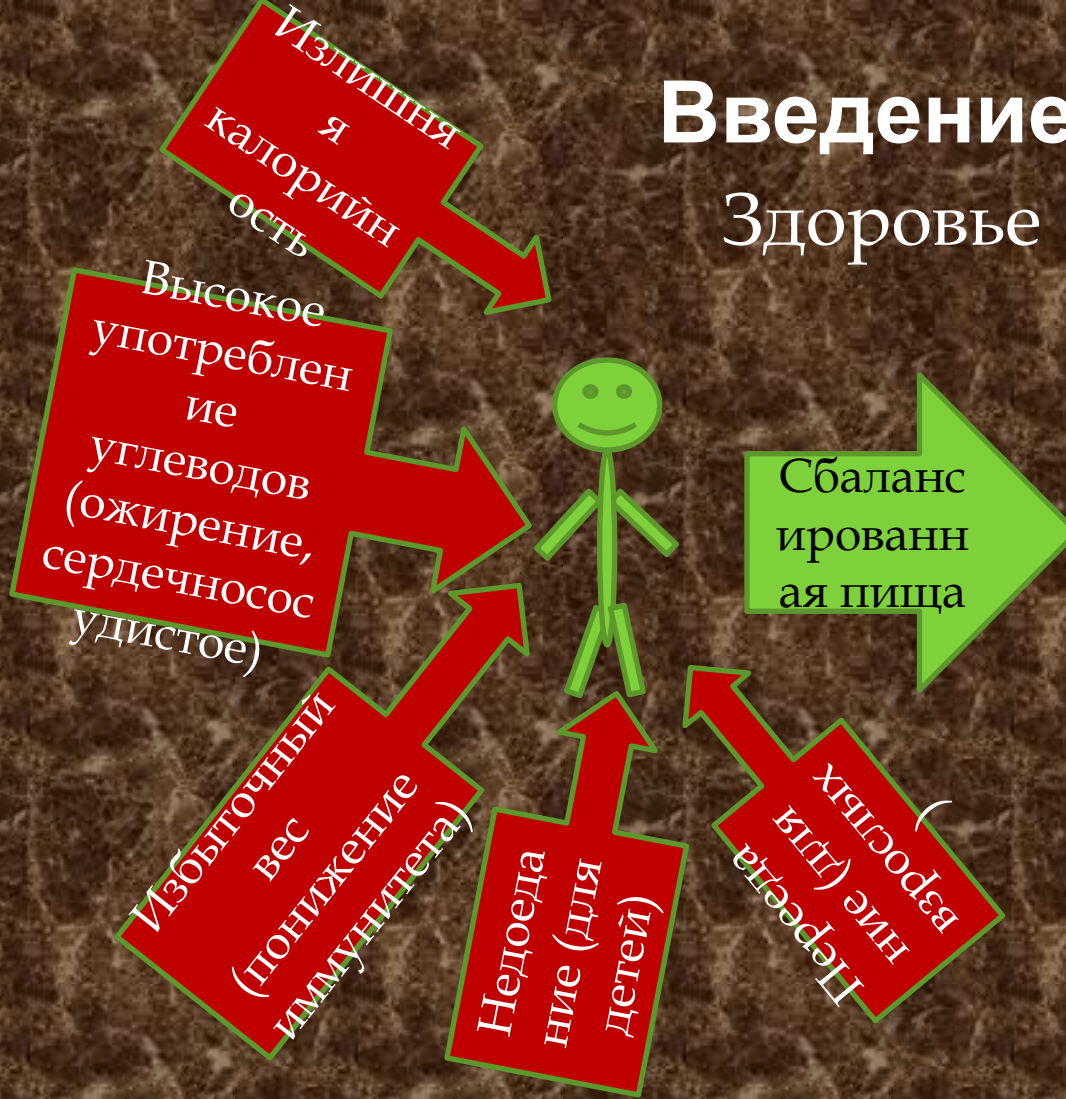 Введение
Здоровье
Излишня
я
калорийн
ость
Высокое
употреблен
ие
углеводов
(ожирение,
сердечносос
удистое)
Сбаланс
ированн
ая пища
Избыточный
вес
(понижение
иммунитета)
Недоеда
ние (для
детей)
Переeда
ние (для
взрослых
)